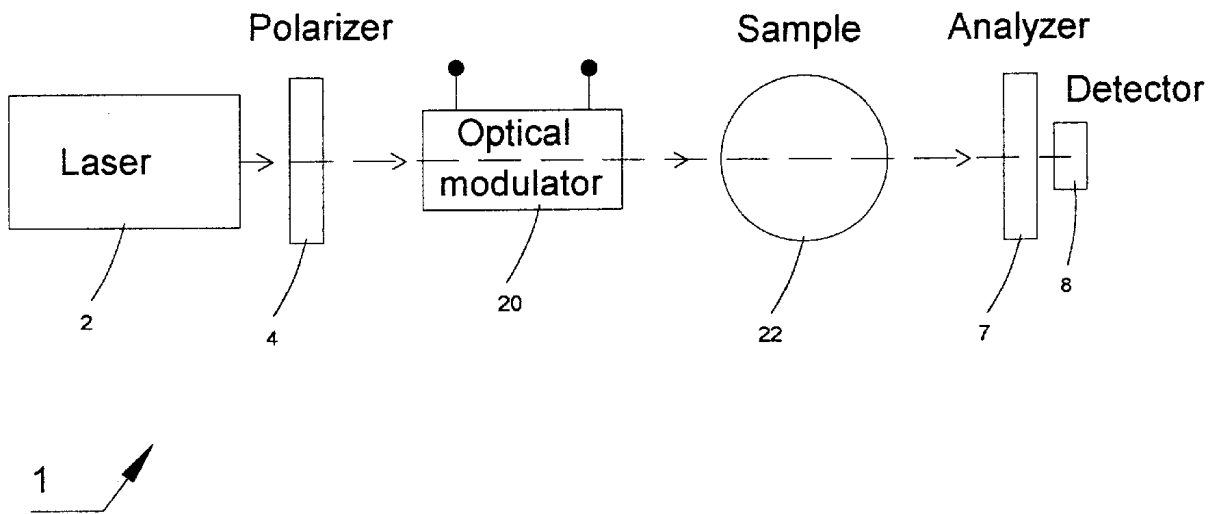 Polarizer
Sample
Analyzer
Detector
Laser
Optical
modulator
2
4
20
22
7
8
1